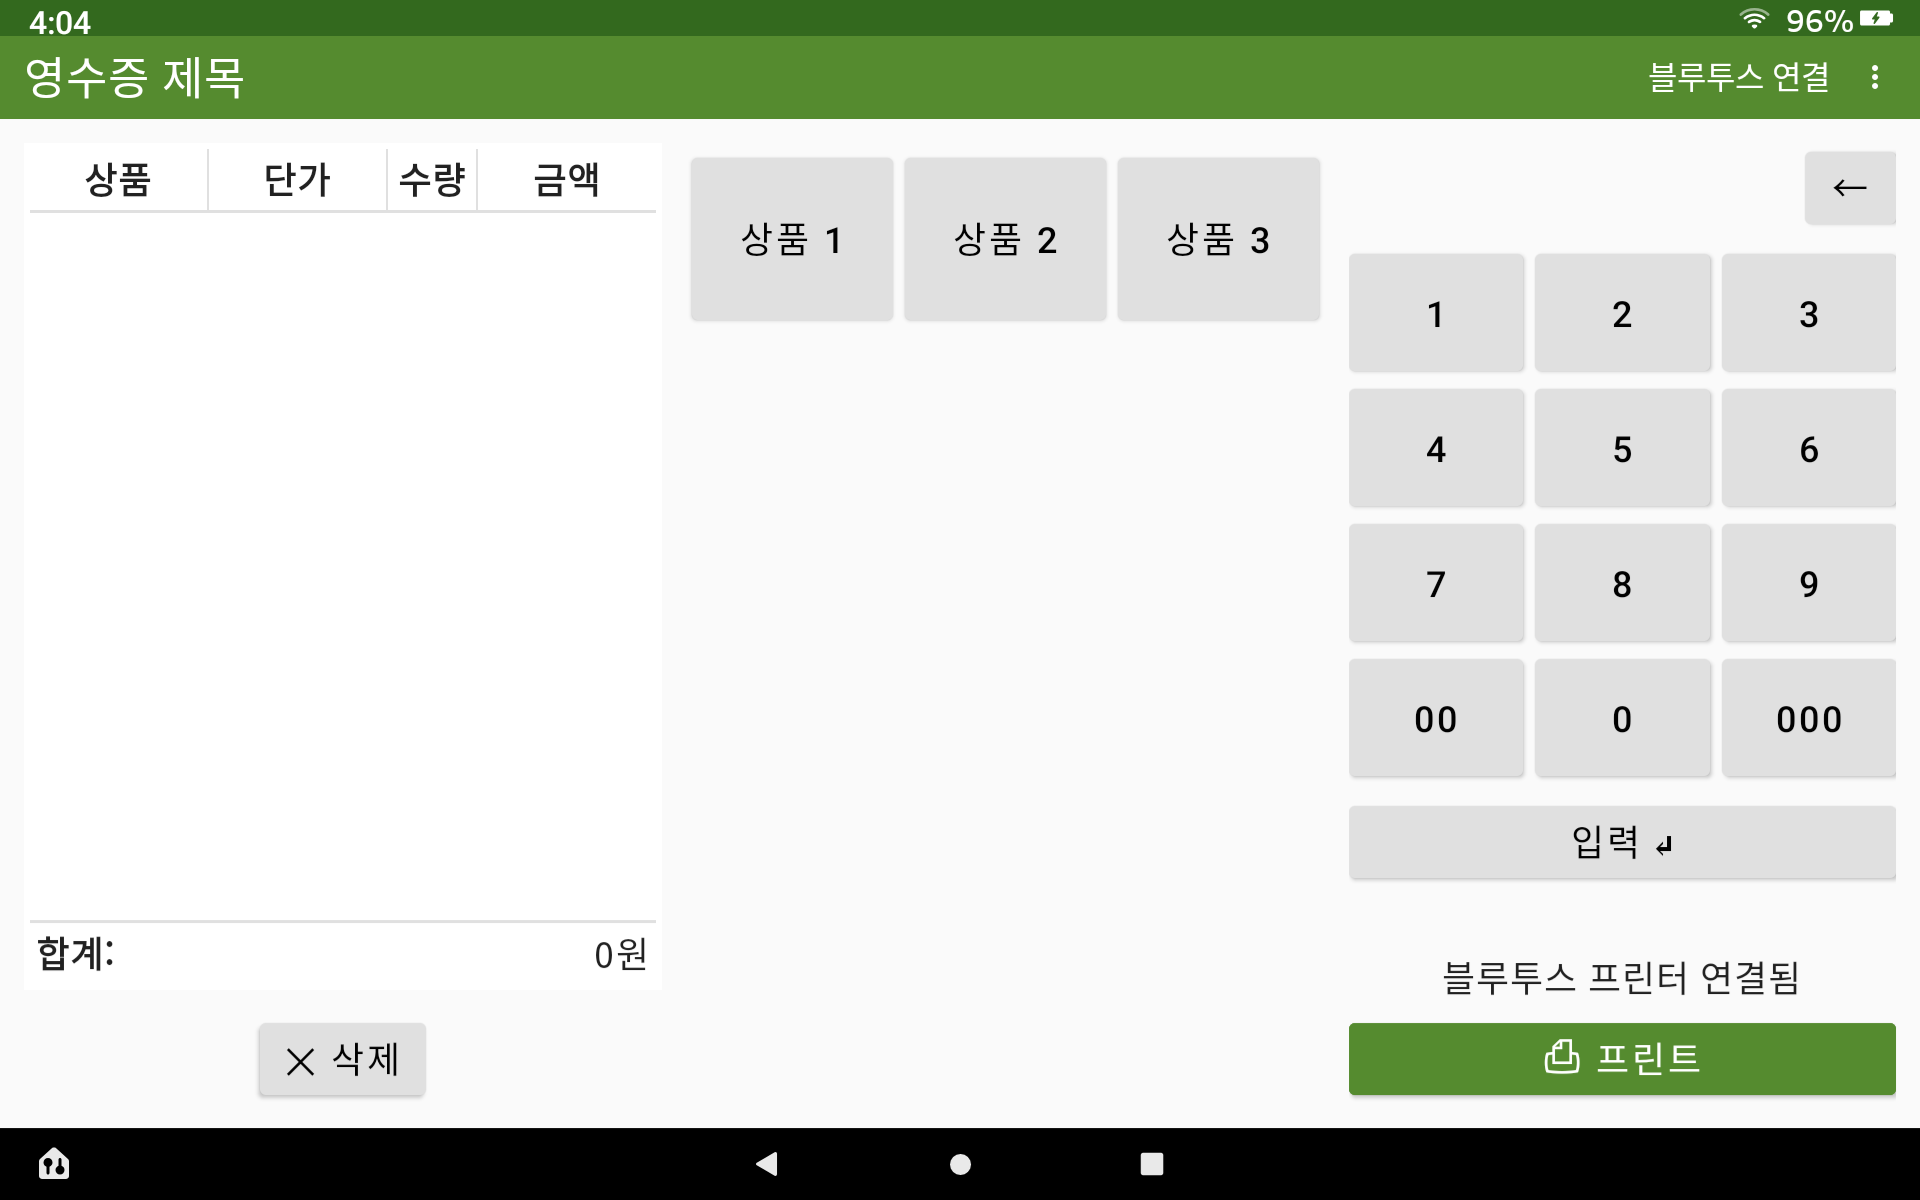 4:04
96%
영수증 제목
블루투스 연결
상품 단가 수량 금액
상품 1
상품 2
상품 3
←
1 2 3
4 5 6
7 8 9
00 0 000
입력 ↲
합계: 0원
블루투스 프린터 연결됨
삭제
프린트